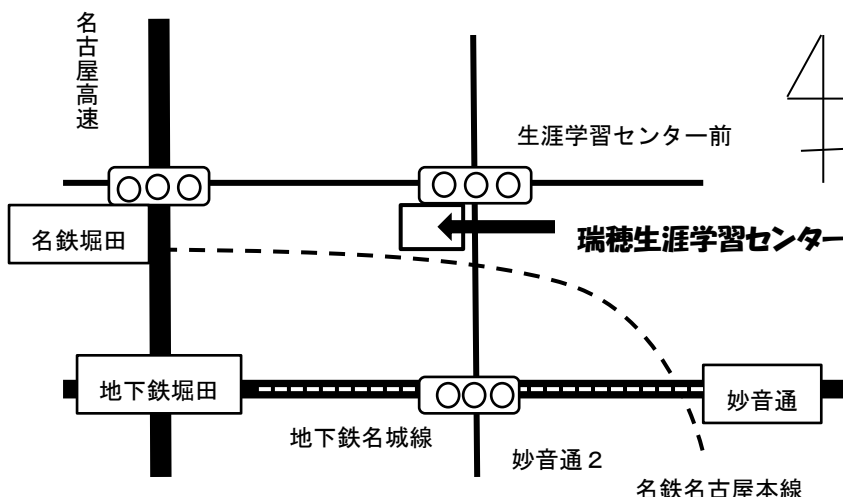 名古屋高速
生涯学習センター前
名鉄堀田
瑞穂生涯学習センター
地下鉄堀田
妙音通
地下鉄名城線
妙音通２
名鉄名古屋本線